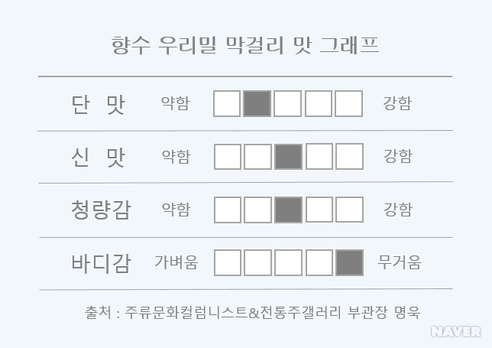 향수 우리밀 막걸리 맛 그래프
단 맛 약함 강함
신 맛 약함 강함
청량감 약함 강함
바디감 가벼움 무거움
출처 : 주류문화컬럼니스트&전통주갤러리 부관장 명욱
NAVER